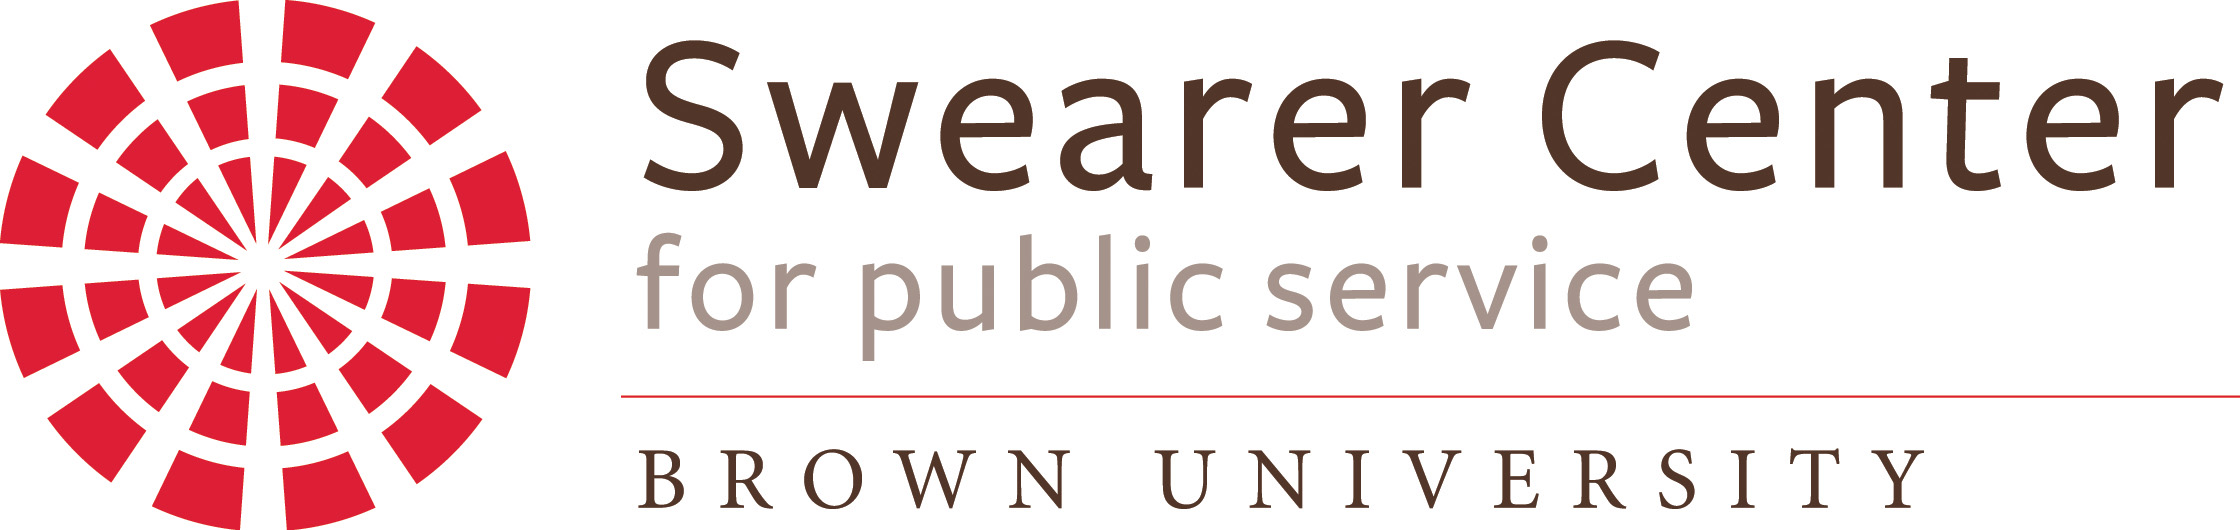 Swearer Center
for public service
BROWN UNIVERSITY